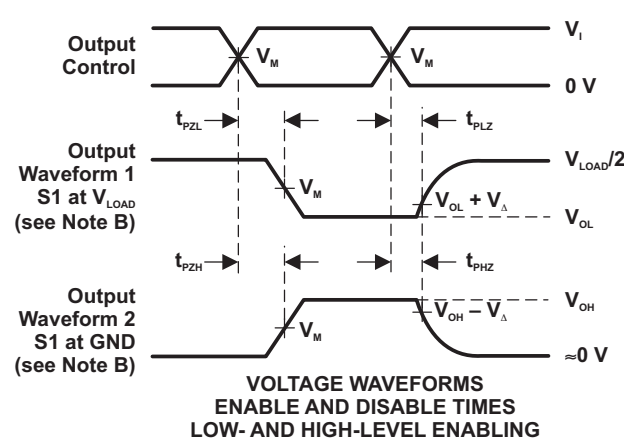 Output
Control
V_M
V_M
V_I
0 V
t_PZL
t_PLZ
Output
Waveform 1
S1 at V_LOAD
(see Note B)
V_M
V_OL + V_Δ
V_LOAD/2
V_OL
t_PZH
t_PHZ
Output
Waveform 2
S1 at GND
(see Note B)
V_M
V_OH – V_Δ
V_OH
≈0 V
VOLTAGE WAVEFORMS
ENABLE AND DISABLE TIMES
LOW- AND HIGH-LEVEL ENABLING